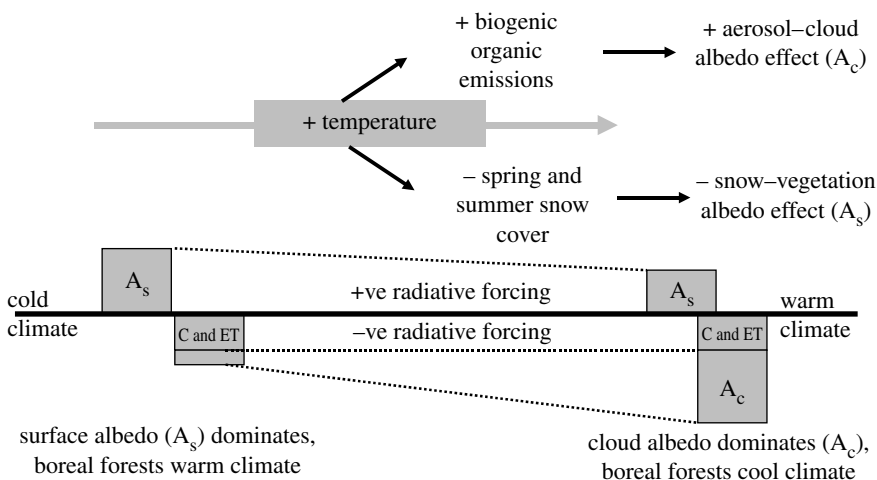 + biogenic
organic
emissions
+ aerosol–cloud
albedo effect (Ac)
+ temperature
– spring and
summer snow
cover
– snow–vegetation
albedo effect (As)
cold
climate
As
C and ET
+ve radiative forcing
–ve radiative forcing
As
C and ET
Ac
warm
climate
surface albedo (As) dominates,
boreal forests warm climate
cloud albedo dominates (Ac),
boreal forests cool climate